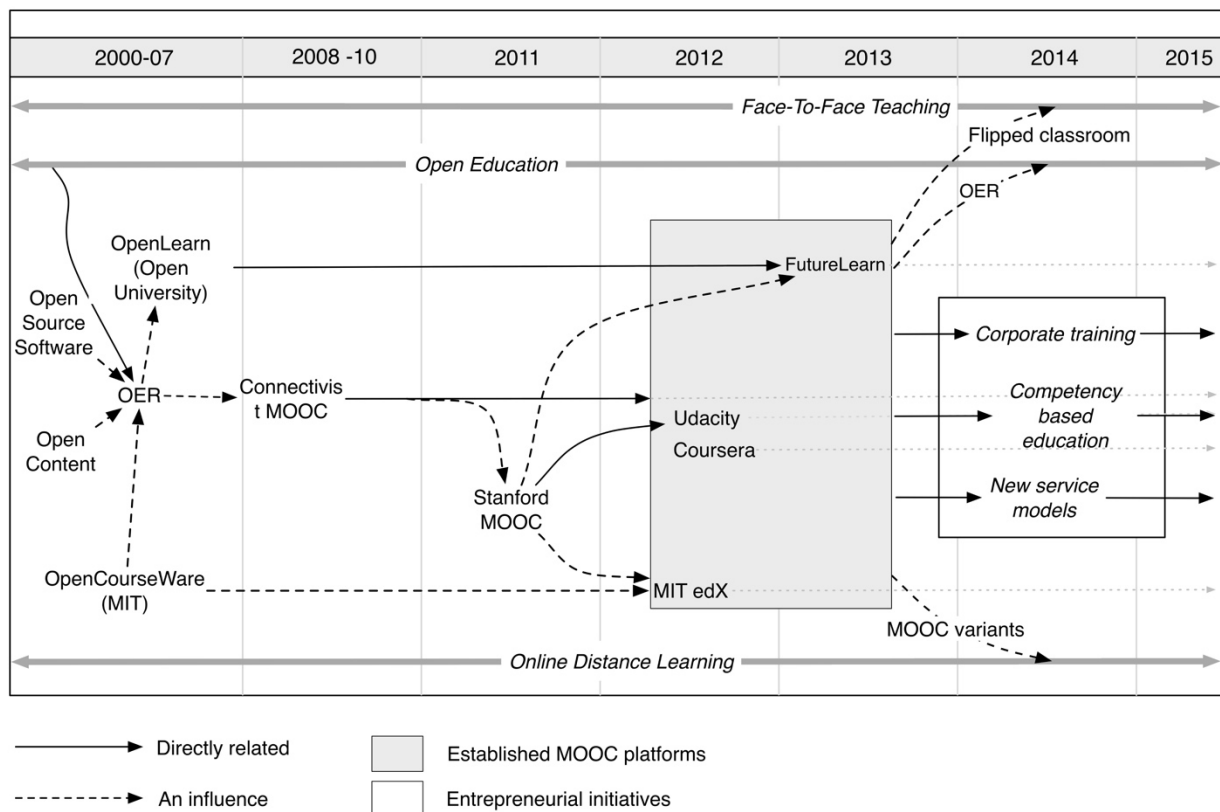 2000-07
2008 -10
2011
2012
2013
2014
2015
Face-To-Face Teaching
Flipped classroom
Open Education
OER
OpenLearn
(Open
University)
FutureLearn
Open
Source
Software
Corporate training
OER
Connectivis
t MOOC
Competency
based
education
Udacity
Open
Content
Coursera
Stanford
MOOC
New service
models
OpenCourseWare
(MIT)
MIT edX
MOOC variants
Online Distance Learning
Directly related
Established MOOC platforms
An influence
Entrepreneurial initiatives